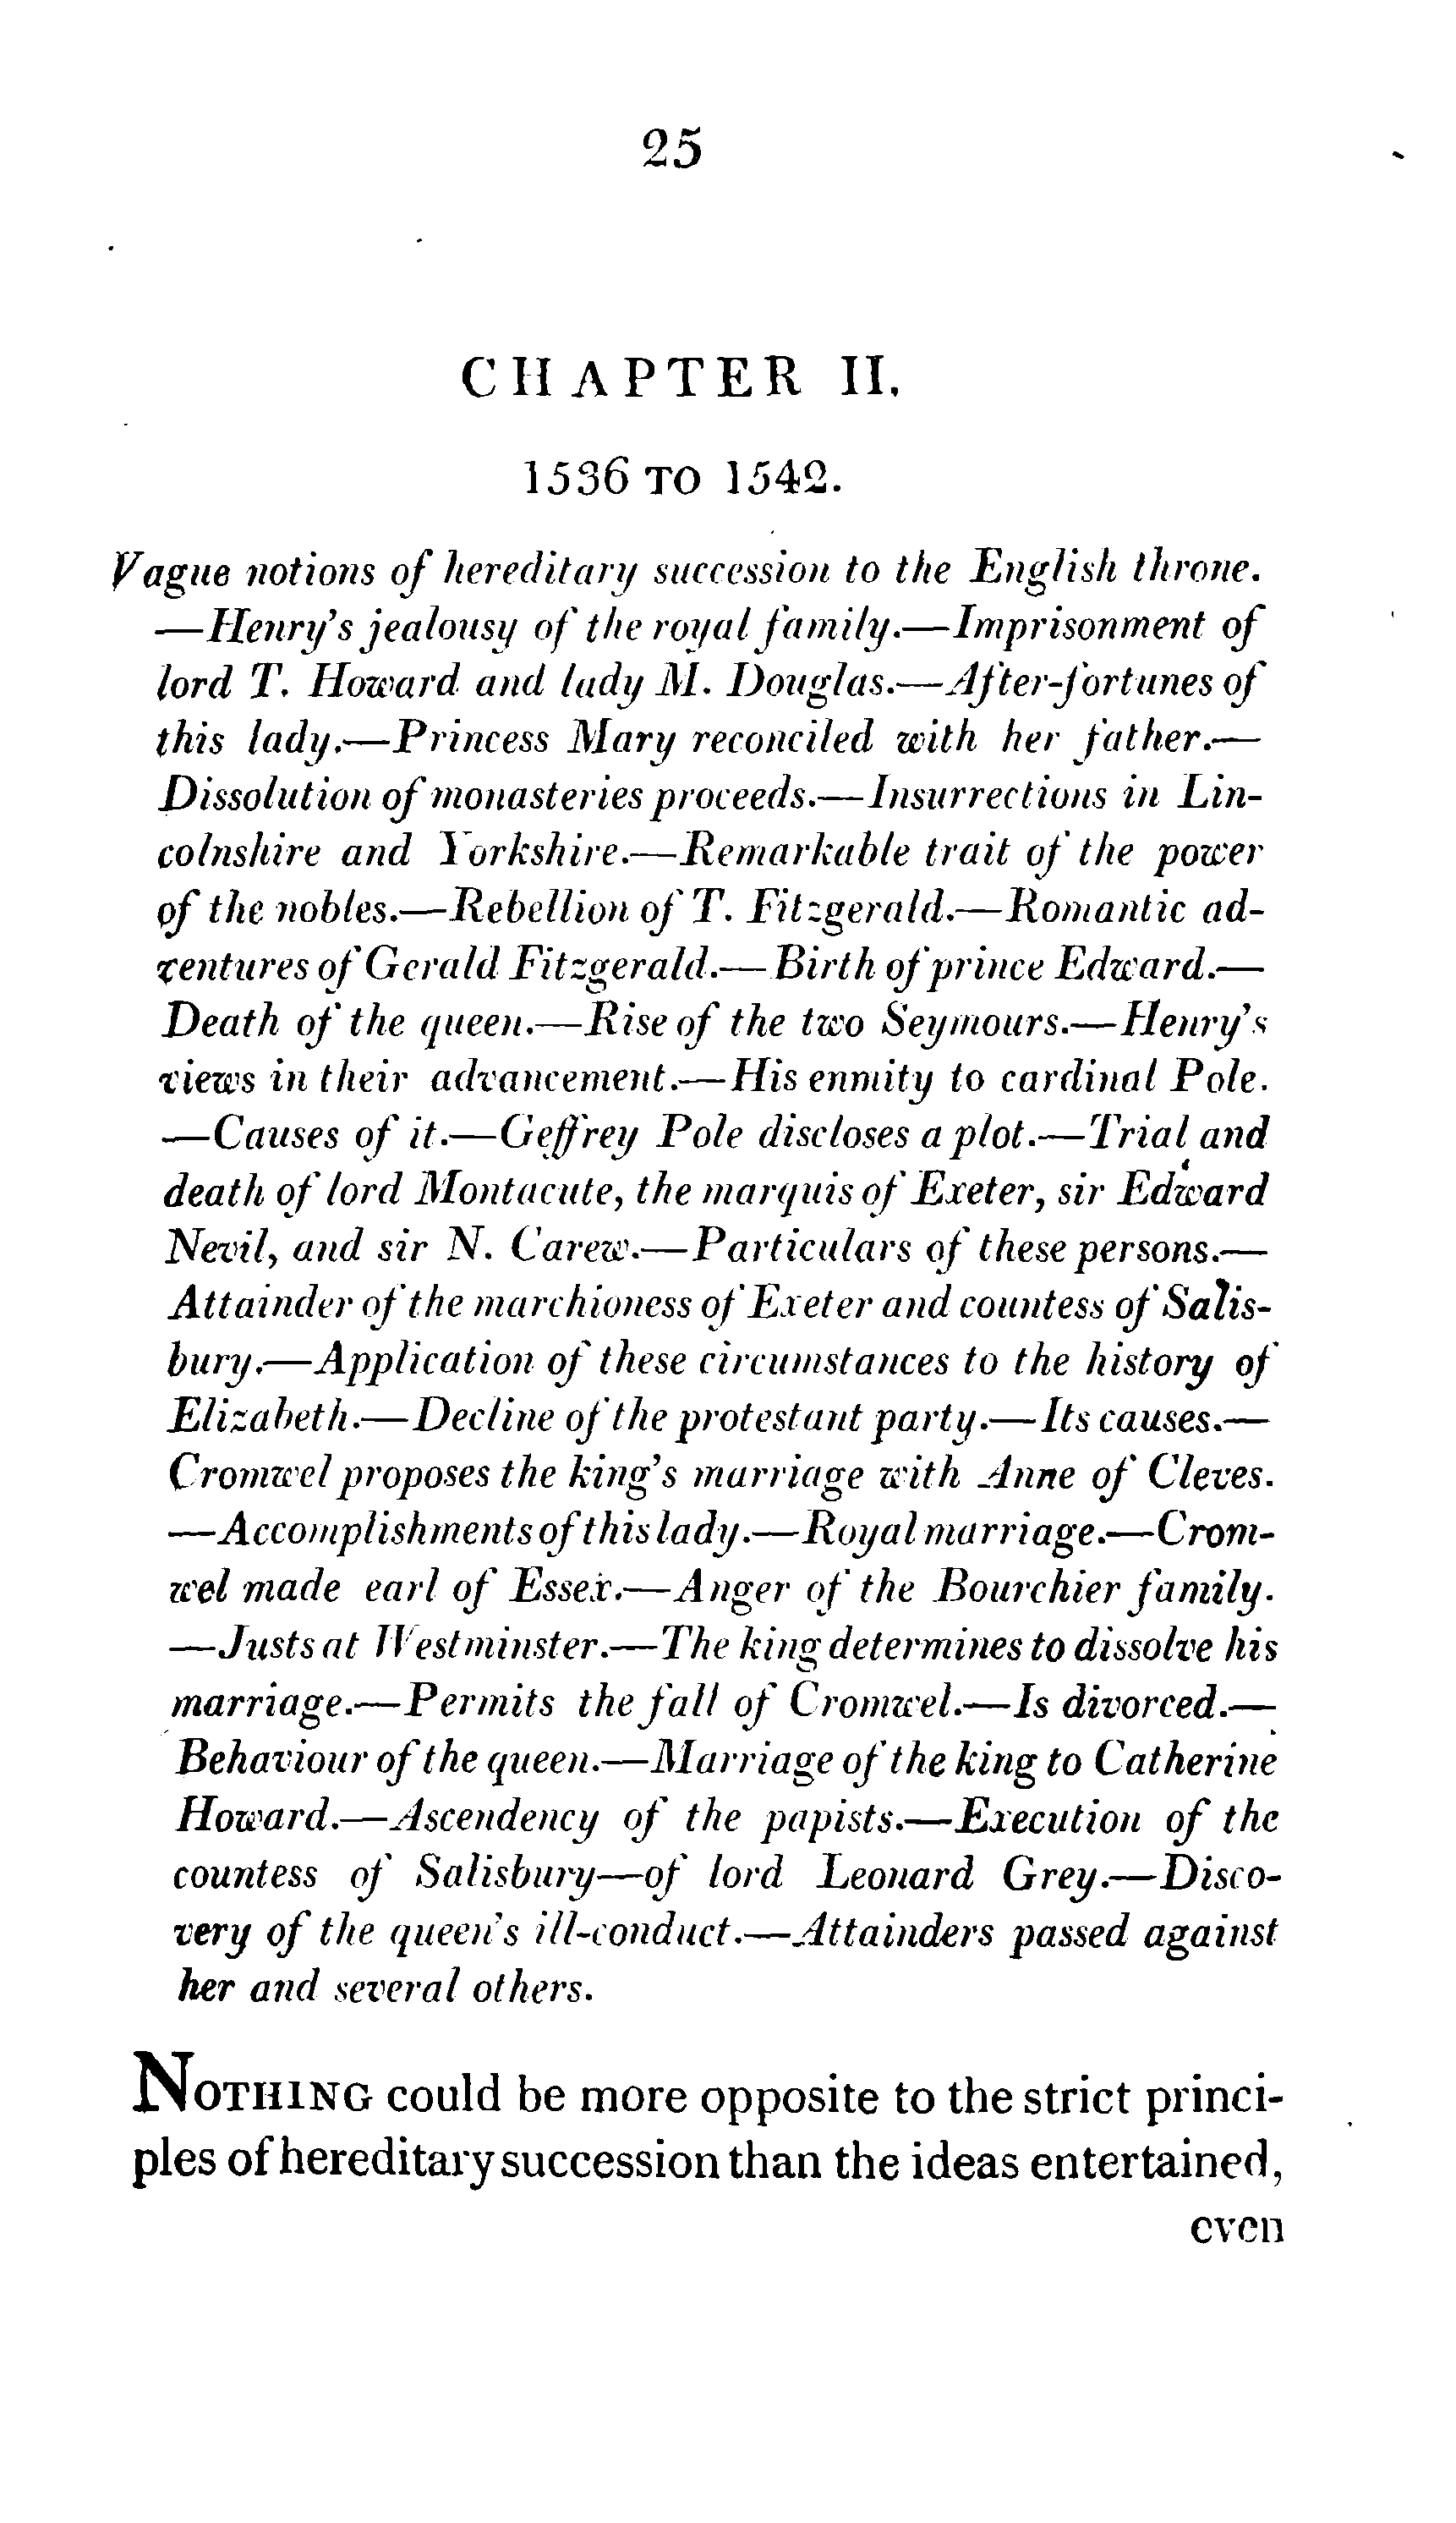 25
CHAPTER II.
1536 TO 1542.
Vague notions of hereditary succession to the English throne.
—Henry's jealousy of the royal family.—Imprisonment of
lord T. Howard and lady M. Douglas.—After-fortunes of
this lady.—Princess Mary reconciled with her father.—
Dissolution of monasteries proceeds.—Insurrections in Lin-
colnshire and Yorkshire.—Remarkable trait of the power
of the nobles.—Rebellion of T. Fitzgerald.—Romantic ad-
ventures of Gerald Fitzgerald.—Birth of prince Edward.—
Death of the queen.—Rise of the two Seymours.—Henry's
views in their advancement.—His enmity to cardinal Pole.
—Causes of it.—Geffrey Pole discloses a plot.—Trial and
death of lord Montacute, the marquis of Exeter, sir Edward
Nevil, and sir N. Carew.—Particulars of these persons.—
Attainder of the marchioness of Exeter and countess of Salis-
bury.—Application of these circumstances to the history of
Elizabeth.—Decline of the protestant party.—Its causes.—
Cromwel proposes the king's marriage with Anne of Cleves.
—Accomplishments of this lady.—Royal marriage.—Crom-
wel made earl of Essex.—Anger of the Bourchier family.
—Justs at Westminster.—The king determines to dissolve his
marriage.—Permits the fall of Cromwel.—Is divorced.—
Behaviour of the queen.—Marriage of the king to Catherine
Howard.—Ascendency of the papists.—Execution of the
countess of Salisbury—of lord Leonard Grey.—Disco-
very of the queen's ill-conduct.—Attainders passed against
her and several others.
NOTHING could be more opposite to the strict princi-
ples of hereditary succession than the ideas entertained,
even